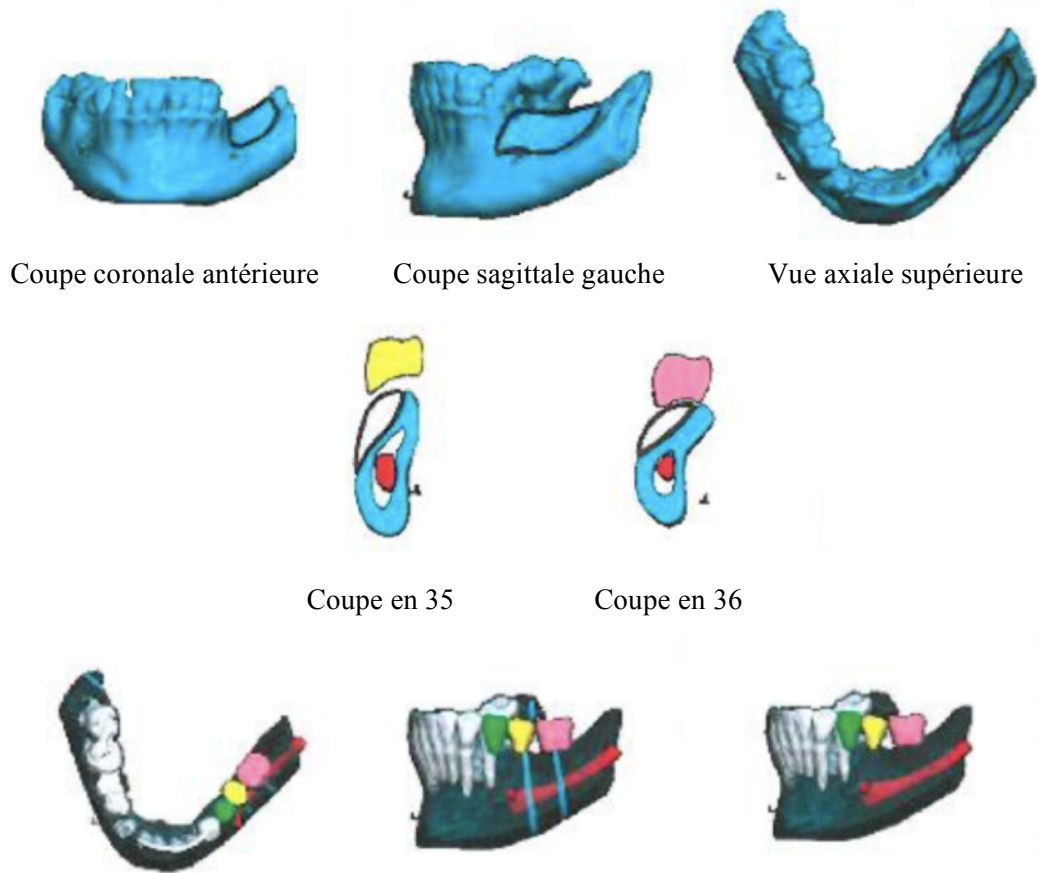 Coupe coronale antérieure
Coupe sagittale gauche
Vue axiale supérieure
Coupe en 35
Coupe en 36